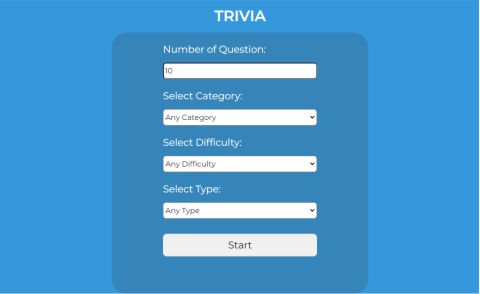 TRIVIA
Number of Question:
10
Select Category:
Any Category
Select Difficulty:
Any Difficulty
Select Type:
Any Type
Start